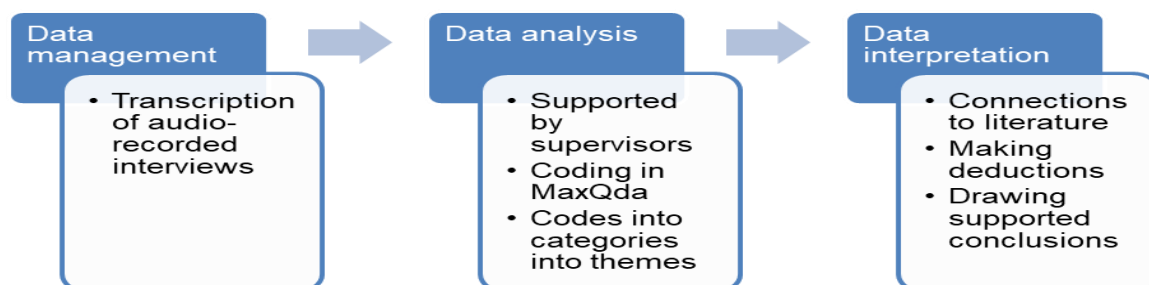 Data
management
• Transcription
of audio-
recorded
interviews
Data analysis
• Supported
by
supervisors
• Coding in
MaxQda
• Codes into
categories
into themes
Data
interpretation
• Connections
to literature
• Making
deductions
• Drawing
supported
conclusions